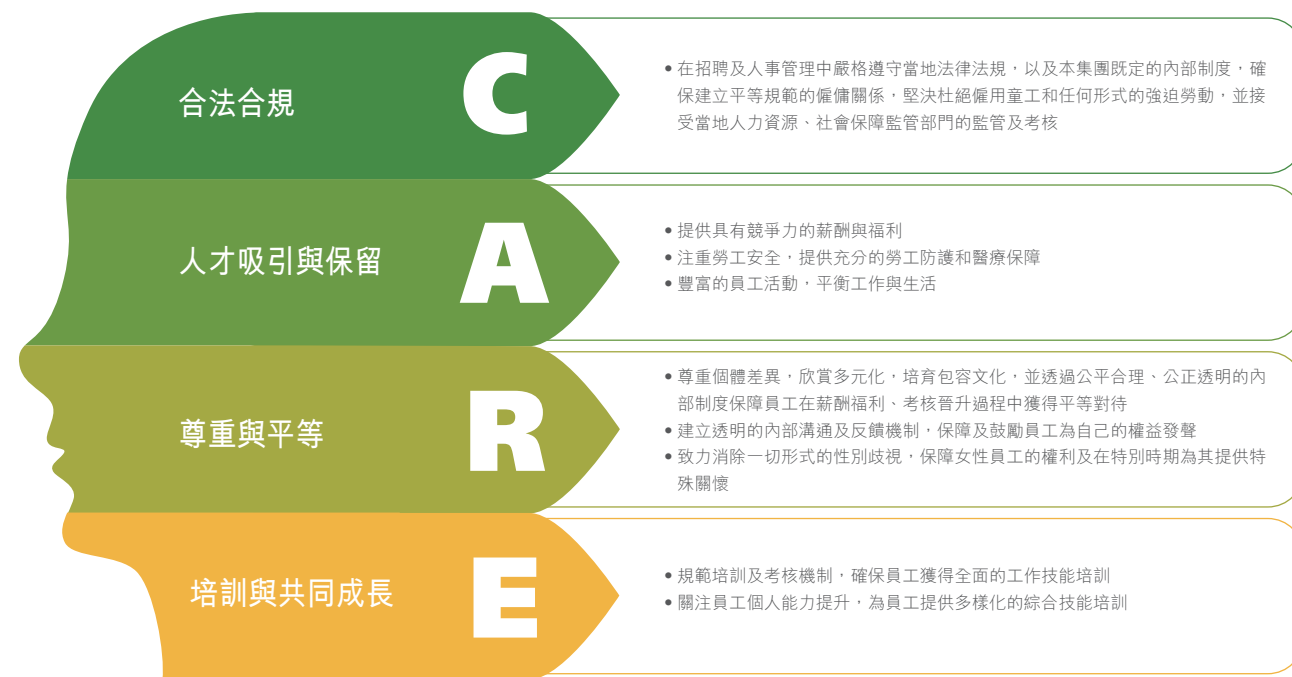 合法合規
C
• 在招聘及人事管理中嚴格遵守當地法律法規，以及本集團既定的內部制度，確
保建立平等規範的僱傭關係，堅決杜絕僱用童工和任何形式的強迫勞動，並接
受當地人力資源、社會保障監管部門的監管及考核
人才吸引與保留
A
• 提供具有競爭力的薪酬與福利
• 注重勞工安全，提供充分的勞工防護和醫療保障
• 豐富的員工活動，平衡工作與生活
尊重與平等
R
• 尊重個體差異，欣賞多元化，培育包容文化，並透過公平合理、公正透明的內
部制度保障員工在薪酬福利、考核晉升過程中獲得平等對待
• 建立透明的內部溝通及反饋機制，保障及鼓勵員工為自己的權益發聲
• 致力消除一切形式的性別歧視，保障女性員工的權利及在特別時期為其提供特
殊關懷
培訓與共同成長
E
• 規範培訓及考核機制，確保員工獲得全面的工作技能培訓
• 關注員工個人能力提升，為員工提供多樣化的綜合技能培訓